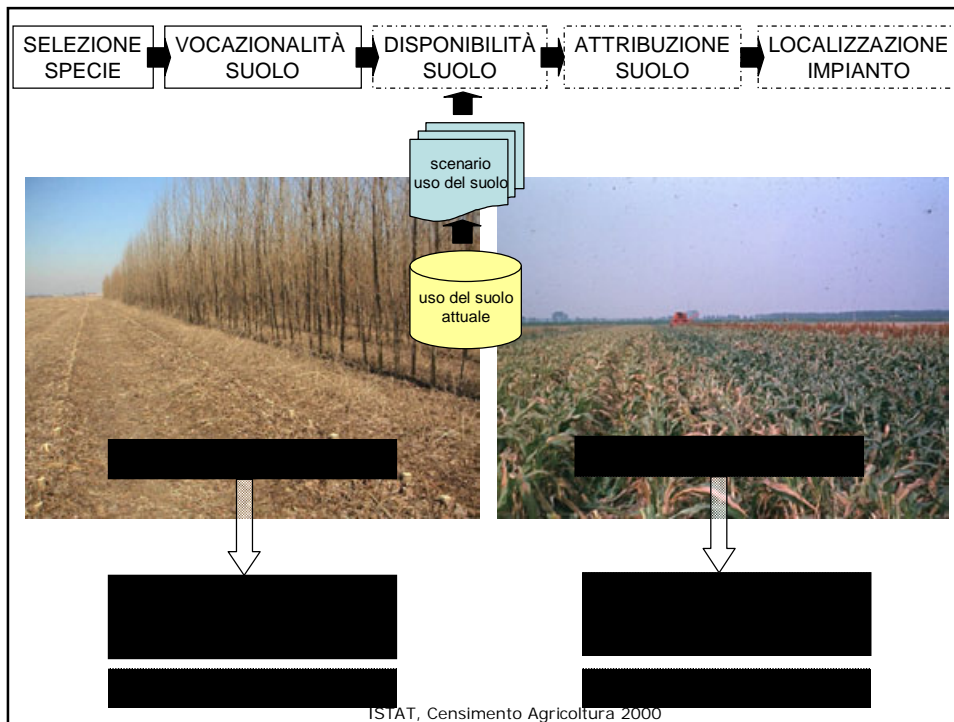 SELEZIONE
SPECIE
VOCAZIONALITÀ
SUOLO
DISPONIBILITÀ
SUOLO
ATTRIBUZIONE
SUOLO
LOCALIZZAZIONE
IMPIANTO
scenario
uso del suolo
uso del suolo
attuale
ISTAT, Censimento Agricoltura 2000